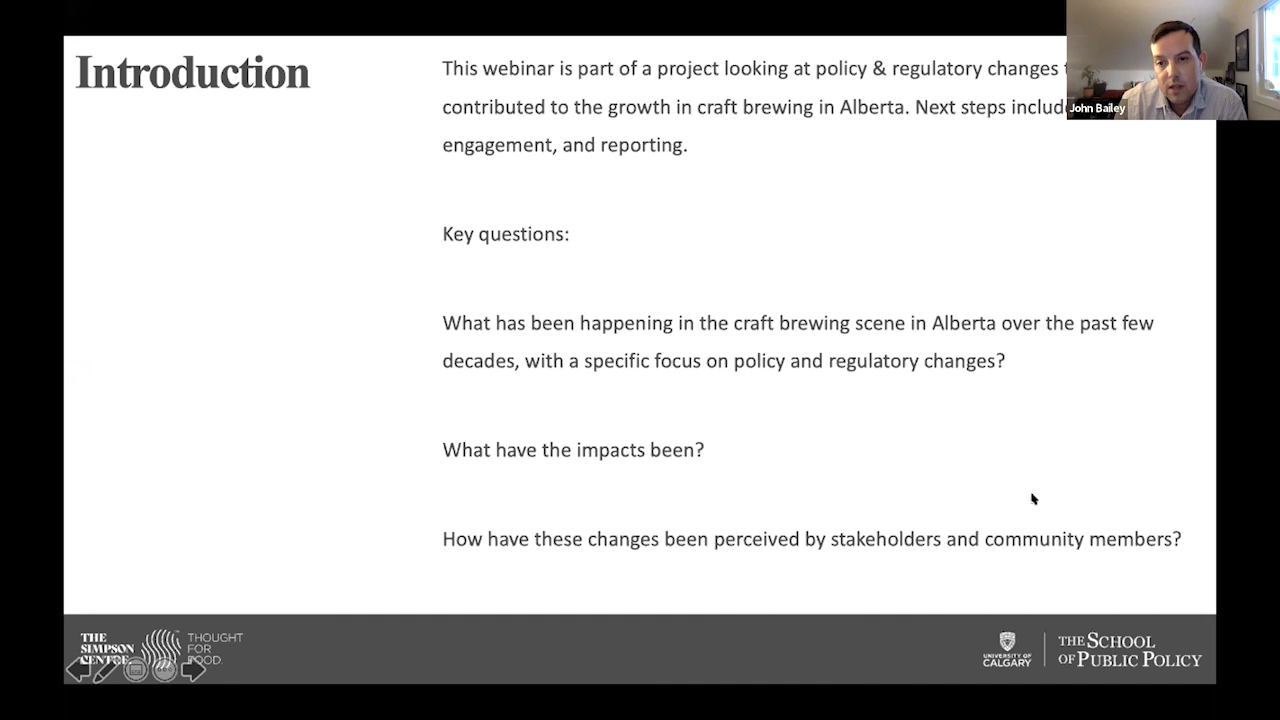 Introduction
This webinar is part of a project looking at policy & regulatory changes
contributed to the growth in craft brewing in Alberta. Next steps
engagement, and reporting.
Key questions:
What has been happening in the craft brewing scene in Alberta over the past few
decades, with a specific focus on policy and regulatory changes?
What have the impacts been?
How have these changes been perceived by stakeholders and community members?
John Bailey
THE
SIMPSON
CENTRE
THOUGHT
FOR
FOOD.
UNIVERSITY OF
CALGARY
THE SCHOOL
OF PUBLIC POLICY